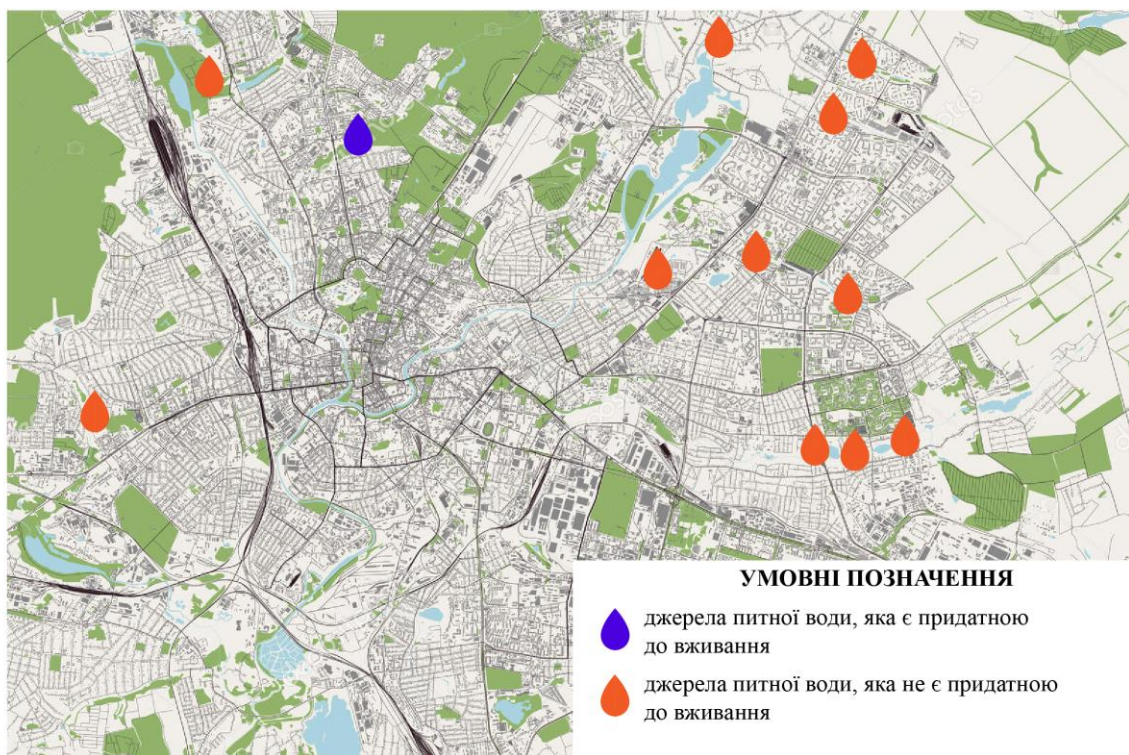 УМОВНІ ПОЗНАЧЕННЯ
джерела питної води, яка є придатною
до вживання
джерела питної води, яка не є придатною
до вживання